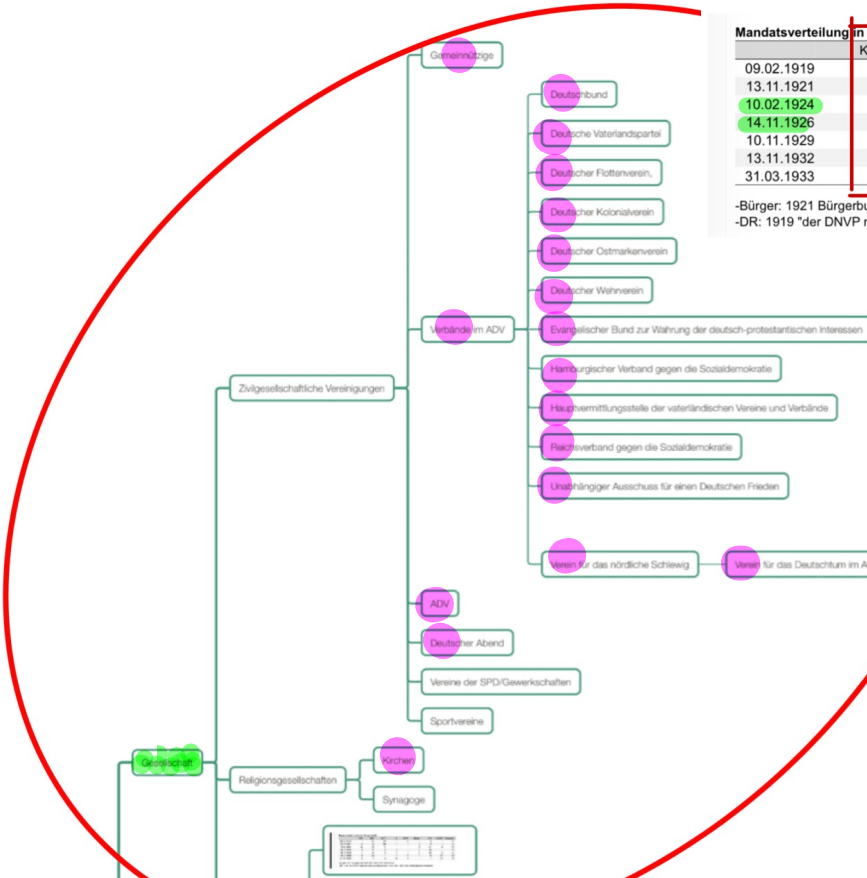 Mandatsverteilung in
K
09.02.1919
13.11.1921
10.02.1924
14.11.1926
10.11.1929
13.11.1932
31.03.1933
-Bürger: 1921 Bürgerbu
-DR: 1919 "der DNVP r
Gemeinnützige
Deutschbund
Deutsche Vaterlandspartei
Deutscher Flottenverein,
Deutscher Kolonialverein
Deutscher Ostmarkenverein
Deutscher Wehrverein
Verbände im ADV
Evangelischer Bund zur Wahrung der deutsch-protestantischen Interessen
Hamburgischer Verband gegen die Sozialdemokratie
Zivilgesellschaftliche Vereinigungen
Hauptvermittlungsstelle der vaterländischen Vereine und Verbände
Reichsverband gegen die Sozialdemokratie
Unabhängiger Ausschuss für einen Deutschen Frieden
Verein für das nördliche Schlewig
Verein für das Deutschtum im A
ADV
Deutscher Abend
Vereine der SPD/Gewerkschaften
Sportvereine
Gesellschaft
Kirchen
Religionsgesellschaften
Synagoge